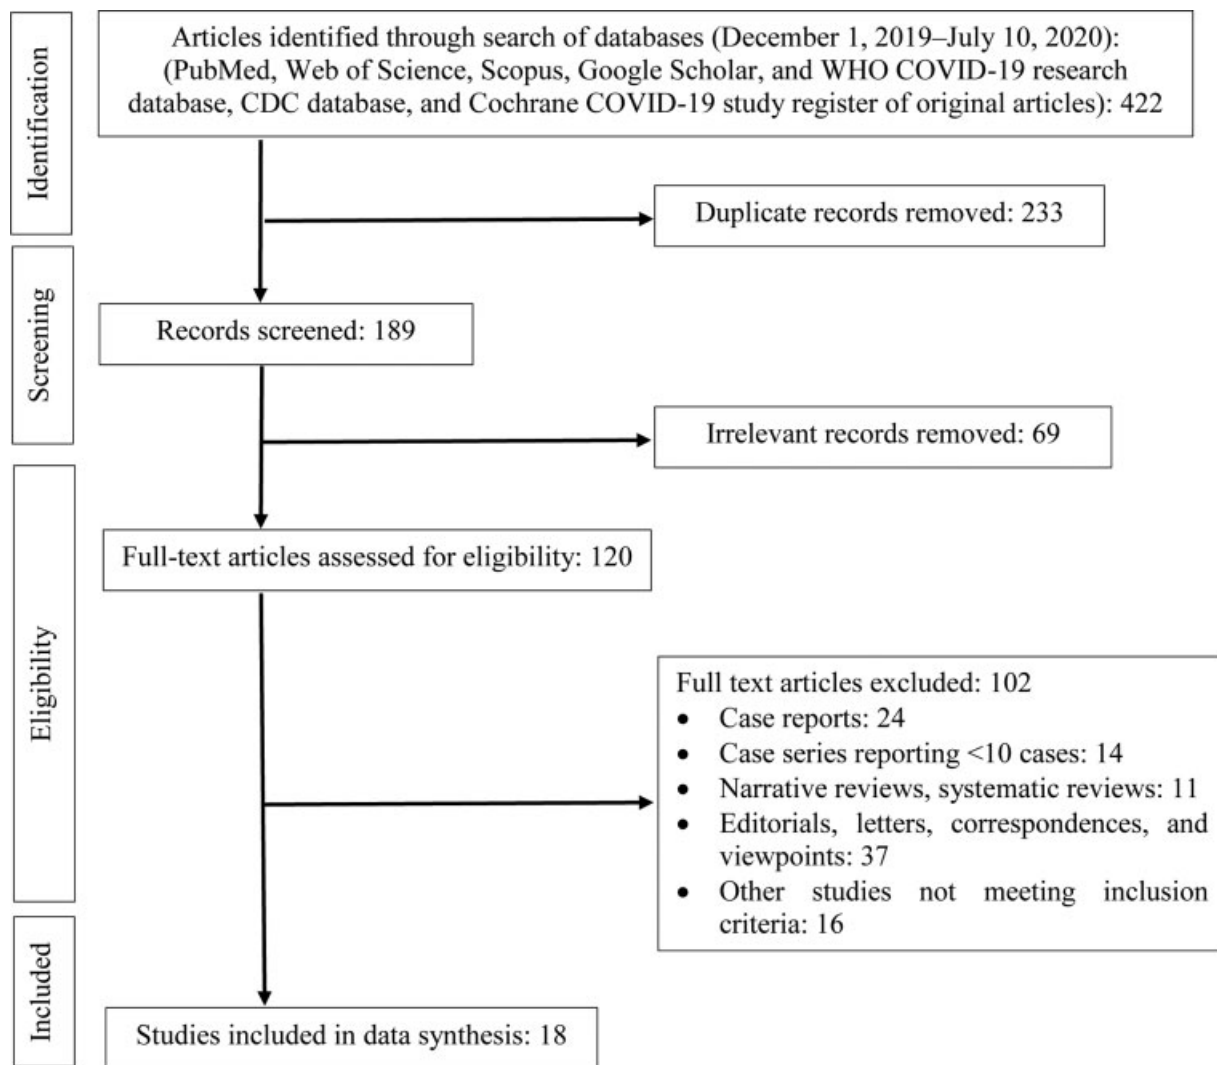 Identification
Articles identified through search of databases (December 1, 2019–July 10, 2020):
(PubMed, Web of Science, Scopus, Google Scholar, and WHO COVID-19 research
database, CDC database, and Cochrane COVID-19 study register of original articles): 422
Duplicate records removed: 233
Screening
Records screened: 189
Irrelevant records removed: 69
Eligibility
Full-text articles assessed for eligibility: 120
Full text articles excluded: 102
• Case reports: 24
• Case series reporting <10 cases: 14
• Narrative reviews, systematic reviews: 11
• Editorials, letters, correspondences, and
viewpoints: 37
• Other studies not meeting inclusion
criteria: 16
Included
Studies included in data synthesis: 18